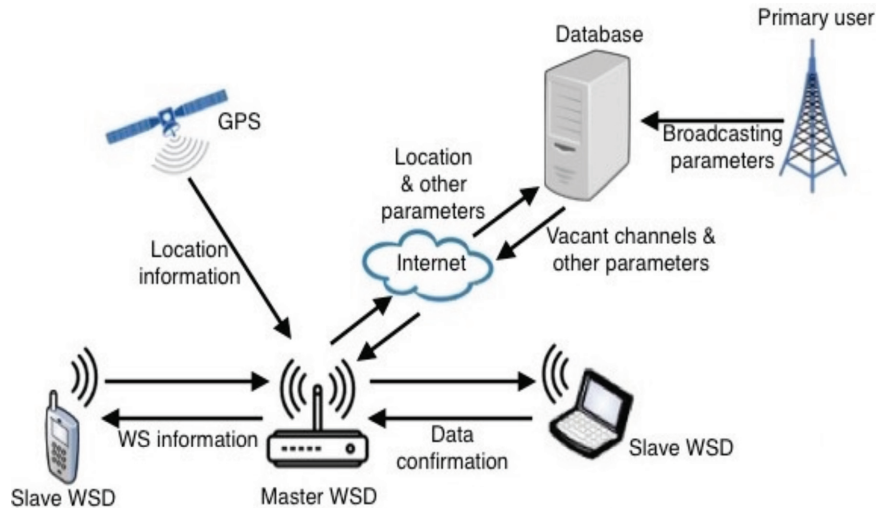 Primary user
Database
GPS
Broadcasting
parameters
Location
& other
parameters
Location
information
Internet
Vacant channels &
other parameters
WS information
Data
confirmation
Slave WSD
Slave WSD
Master WSD